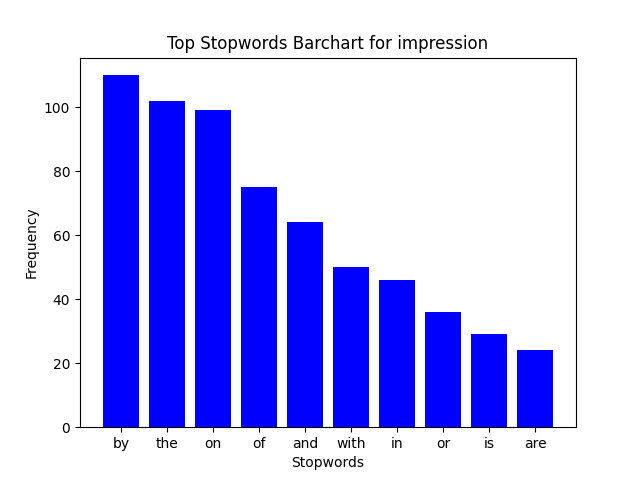 Top Stopwords Barchart for impression
Frequency
100
80
60
40
20
0
by the on of and with in or is are
Stopwords